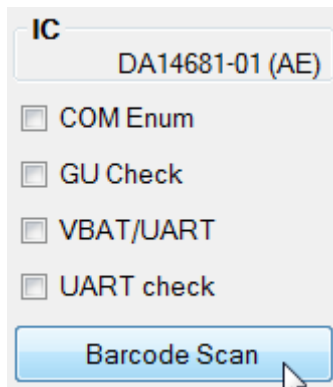 IC
DA14681-01 (AE)
COM Enum
GU Check
VBAT/UART
UART check
Barcode Scan